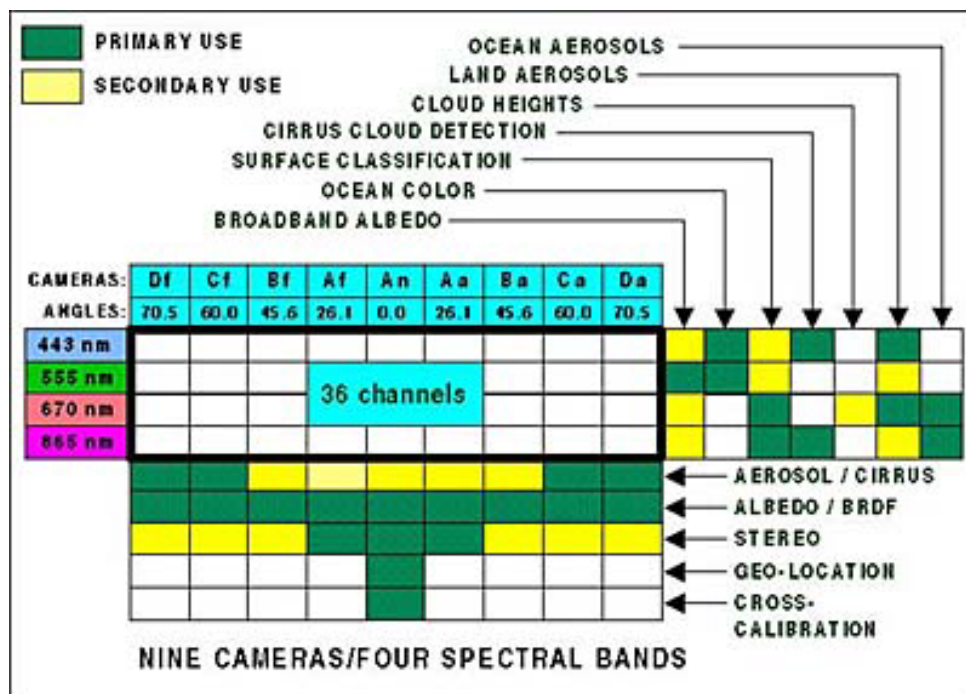 PRIMARY USE
SECONDARY USE
OCEAN AEROSOLS
LAND AEROSOLS
CLOUD HEIGHTS
CIRRUS CLOUD DETECTION
SURFACE CLASSIFICATION
OCEAN COLOR
BROADBAND ALBEDO
CAMERAS: Df Cf Bf Af An Aa Ba Ca Da
ANGLES: 70.5 60.0 45.6 26.1 0.0 26.1 45.6 60.0 70.5
443 nm
555 nm
36 channels
670 nm
865 nm
AEROSOL / CIRRUS
ALBEDO / BRDF
STEREO
GEO-LOCATION
CROSS-
CALIBRATION
NINE CAMERAS/FOUR SPECTRAL BANDS